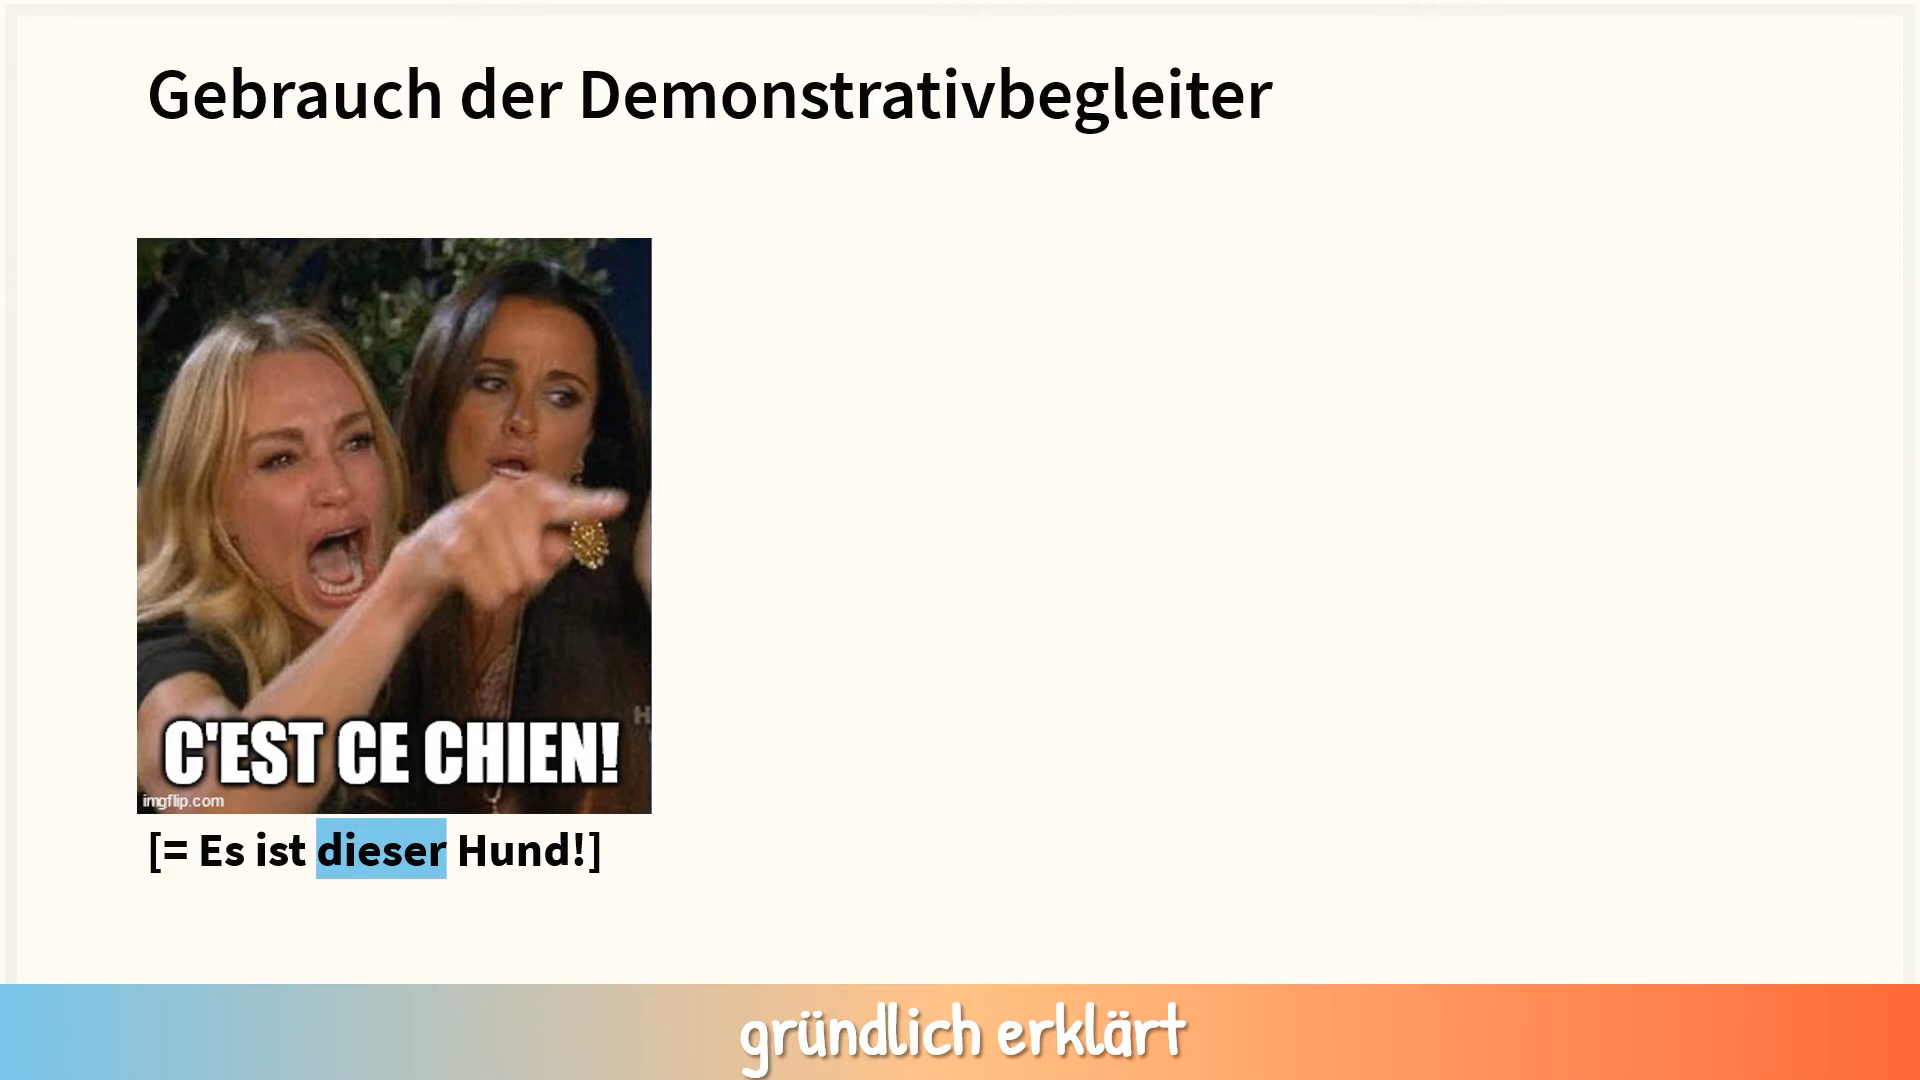 Gebrauch der Demonstrativbegleiter
C'EST CE CHIEN!
imgflip.com
[= Es ist dieser Hund!]
gründlich erklärt